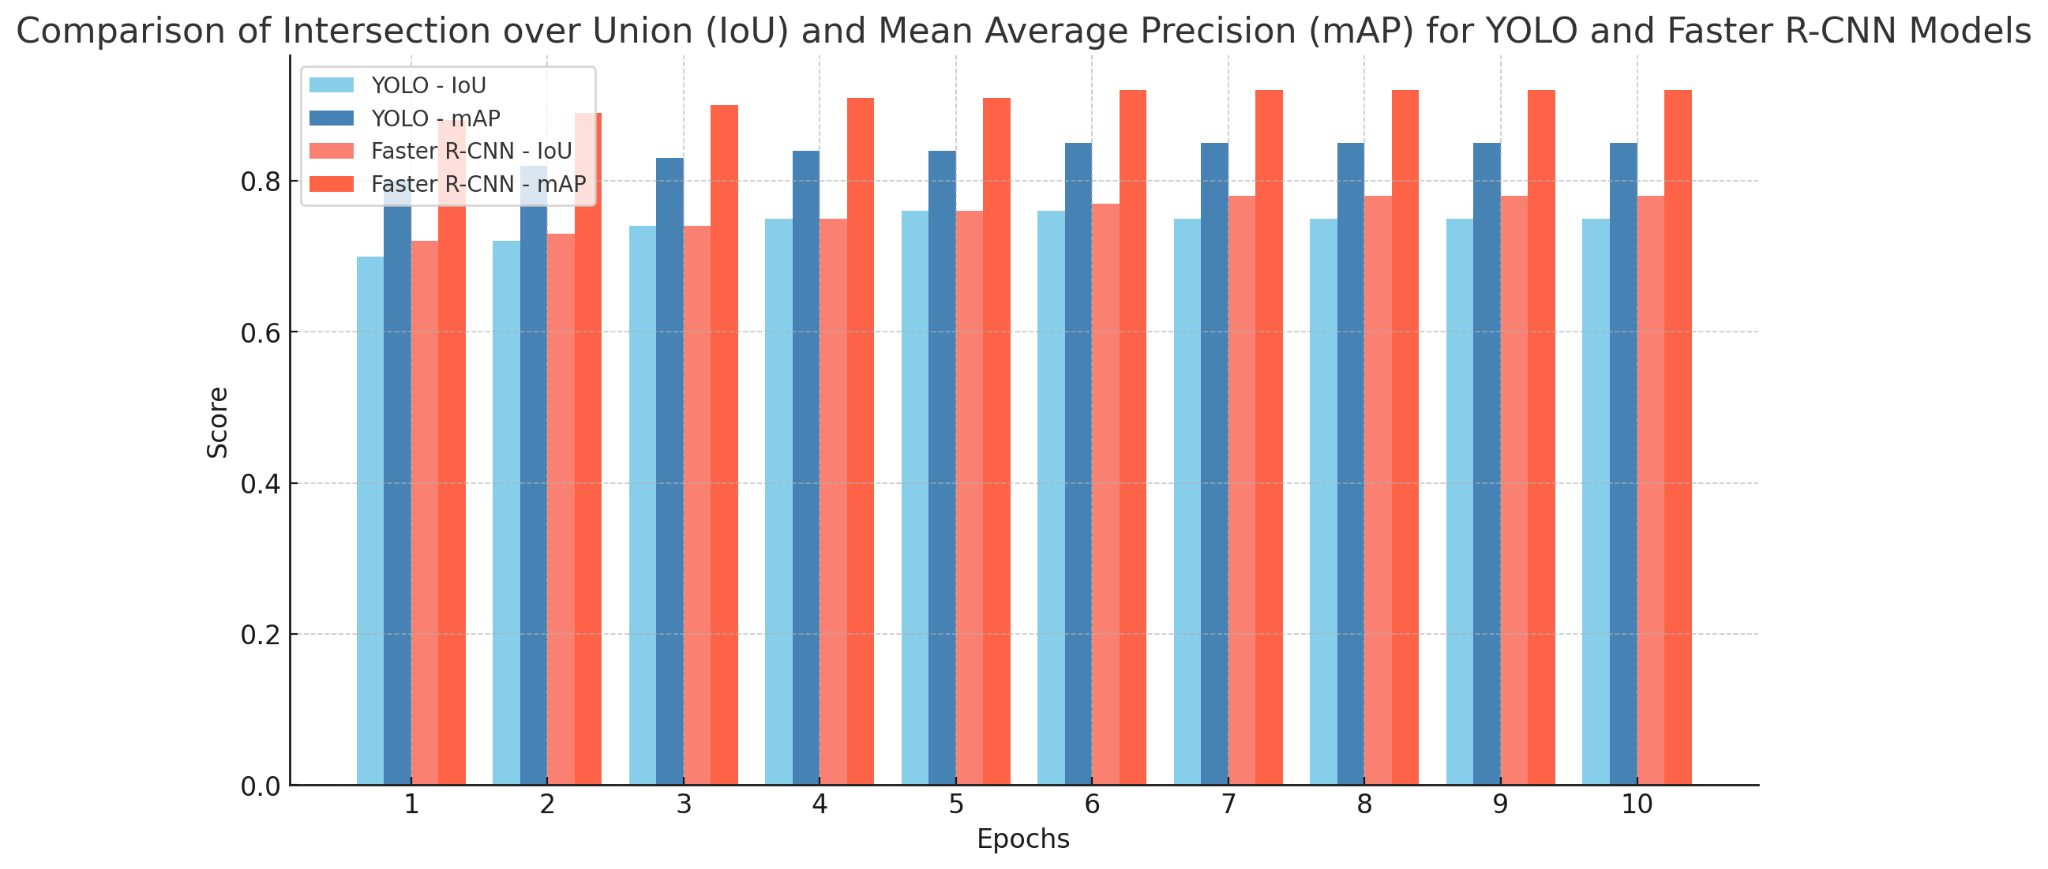 Comparison of Intersection over Union (IoU) and Mean Average Precision (mAP) for YOLO and Faster R-CNN Models
YOLO - IoU
YOLO - mAP
Faster R-CNN - IoU
Faster R-CNN - mAP
0.8
0.6
0.4
0.2
0.0
Score
1 2 3 4 5 6 7 8 9 10
Epochs